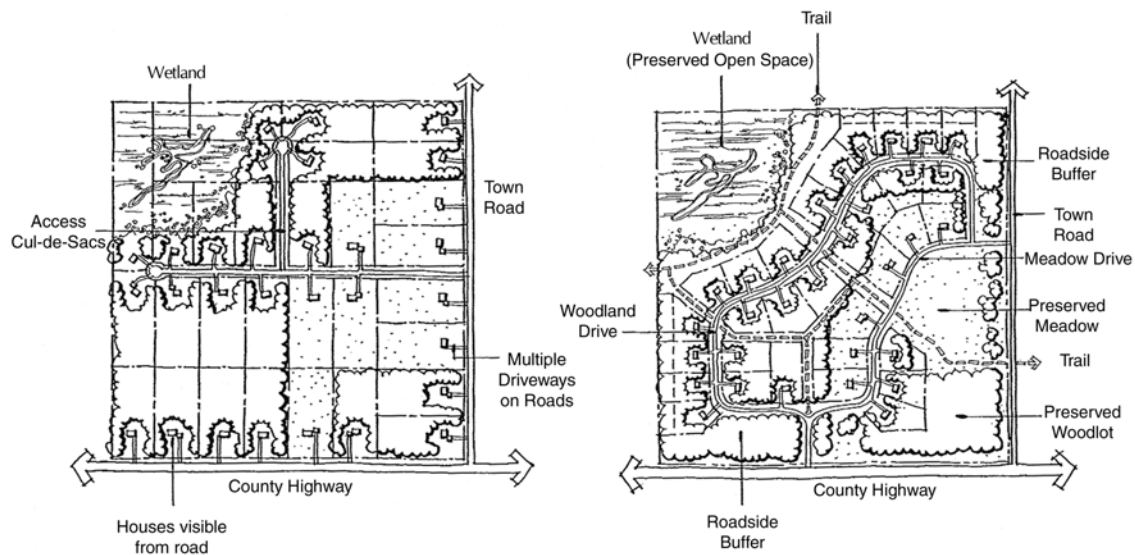 Wetland
Access
Cul-de-Sacs
Town
Road
Multiple
Driveways
on Roads
County Highway
Houses visible
from road
Trail
Wetland
(Preserved Open Space)
Roadside
Buffer
Town
Road
Meadow Drive
Woodland
Drive
Preserved
Meadow
Trail
Preserved
Woodlot
County Highway
Roadside
Buffer